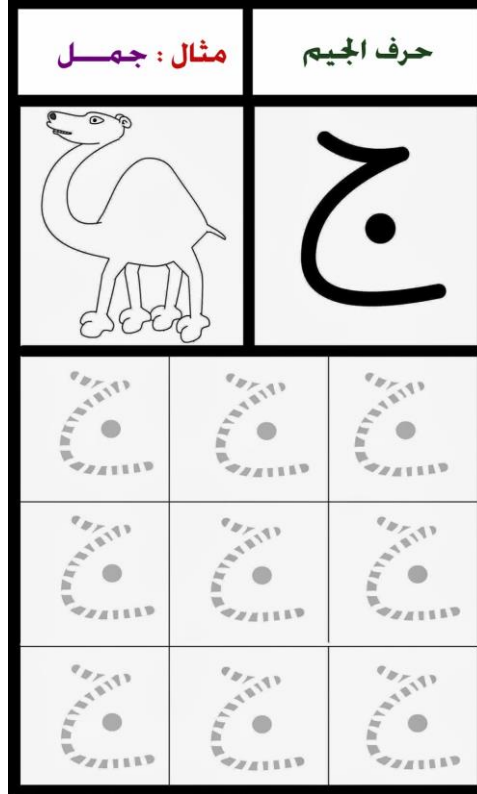 حرف الجيم
مثال : جمـــل
ج
ج ج ج
ج ج ج
ج ج ج